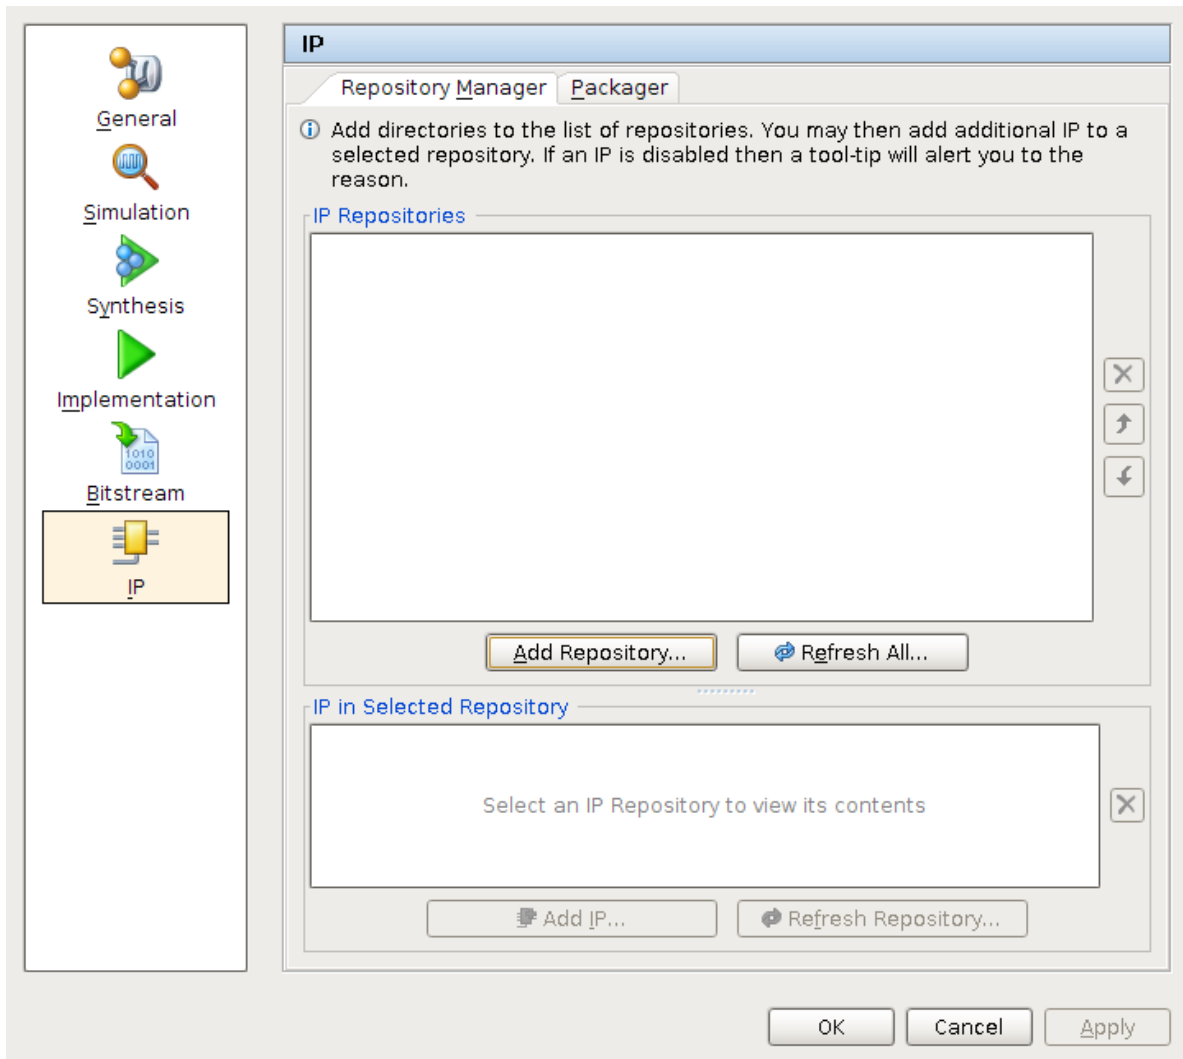 General
Simulation
Synthesis
Implementation
1010
0001
Bitstream
IP
IP
Repository Manager
Packager
Add directories to the list of repositories. You may then add additional IP to a
selected repository. If an IP is disabled then a tool-tip will alert you to the
reason.
IP Repositories
Add Repository...
Refresh All...
IP in Selected Repository
Select an IP Repository to view its contents
Add IP...
Refresh Repository...
OK
Cancel
Apply